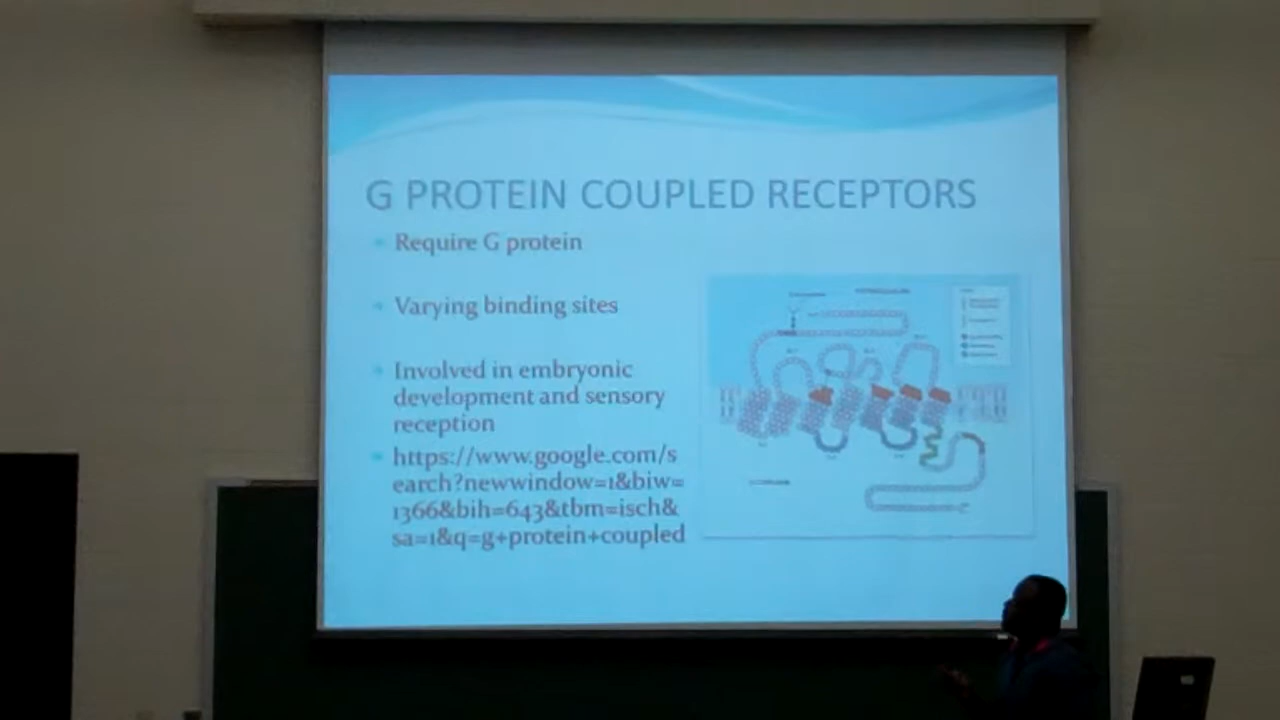 G PROTEIN COUPLED RECEPTORS
Require G protein
Varying binding sites
Involved in embryonic
development and sensory
reception
https://www.google.com/s
earch?newwindow=1&biw=
1366&bih=643&tbm=isch&
sa=1&q=g+protein+coupled